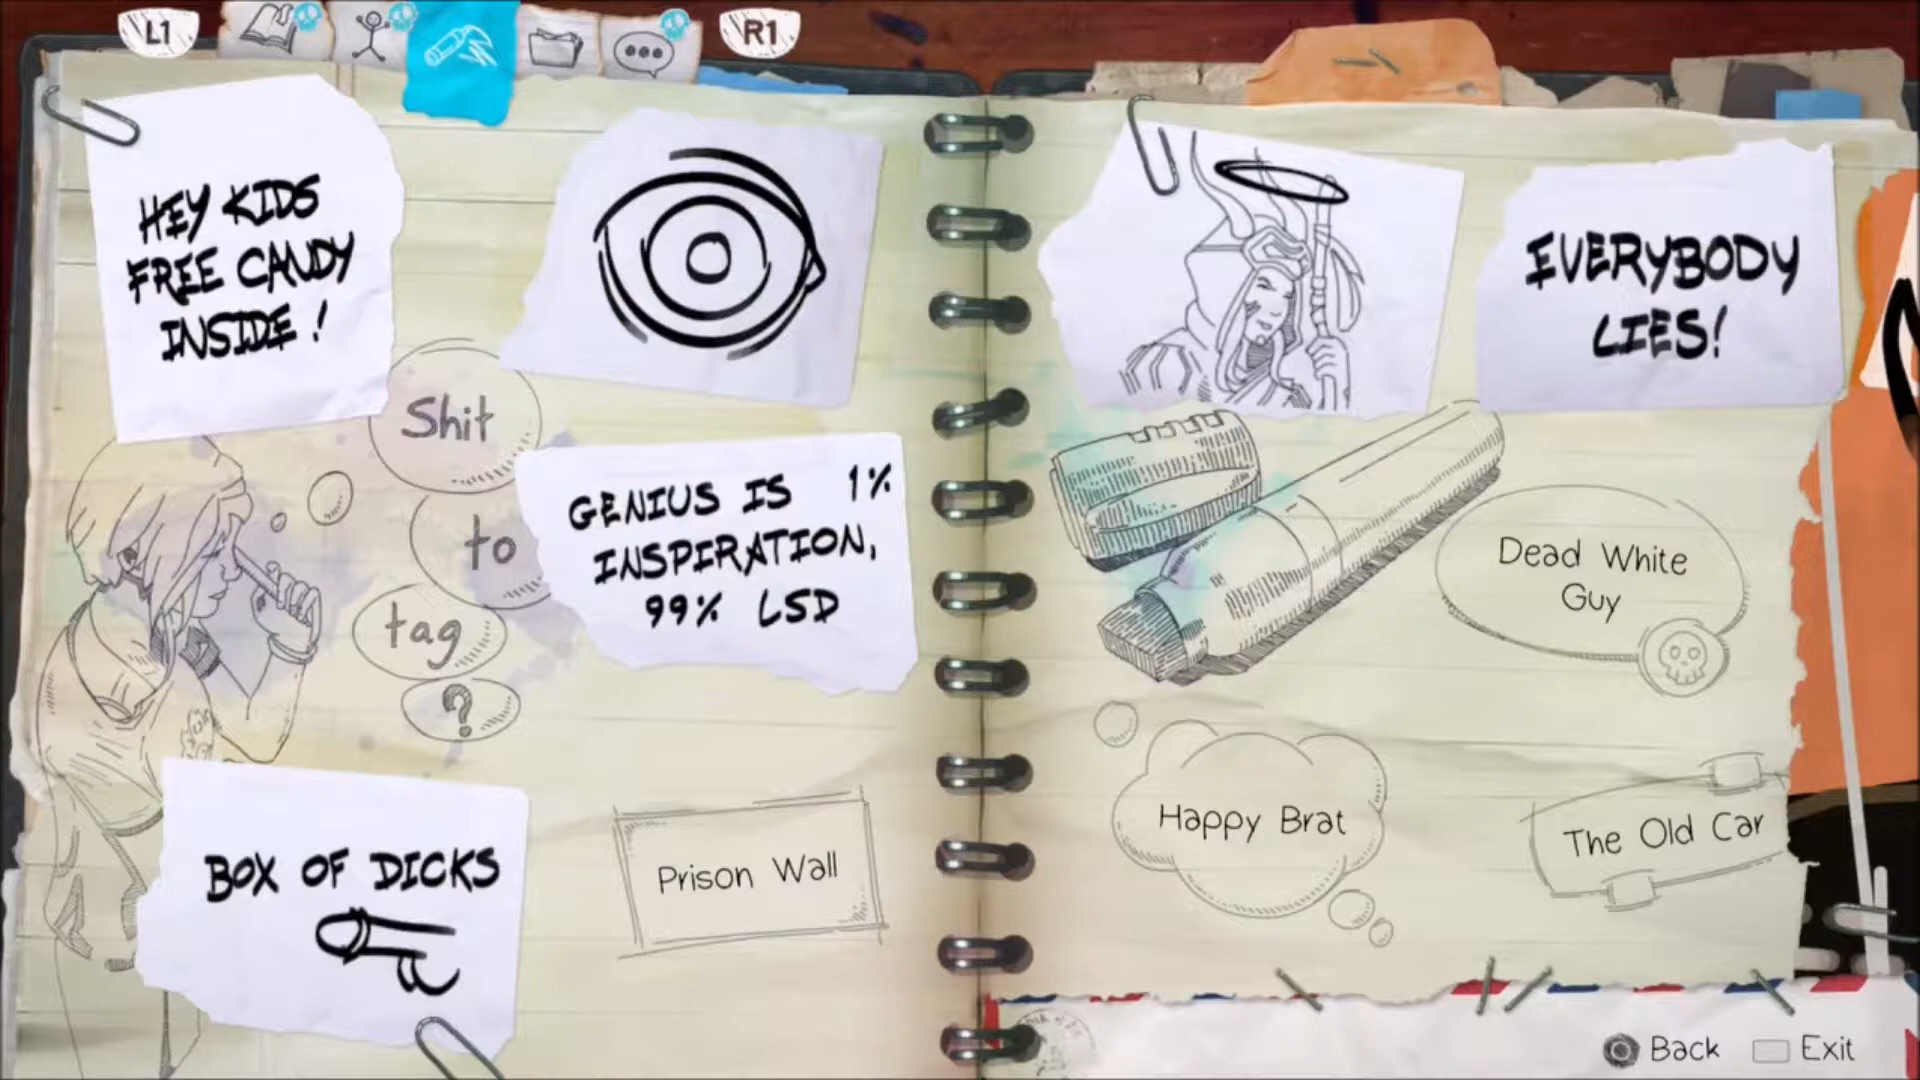 L1
R1
HEY KIDS
FREE CANDY
INSIDE!
EVERYBODY
LIES!
Shit
to
tag
?
GENIUS IS 1%
INSPIRATION,
99% LSD
Dead White
Guy
BOX OF DICKS
Prison Wall
Happy Brat
The Old Car
Back
Exit